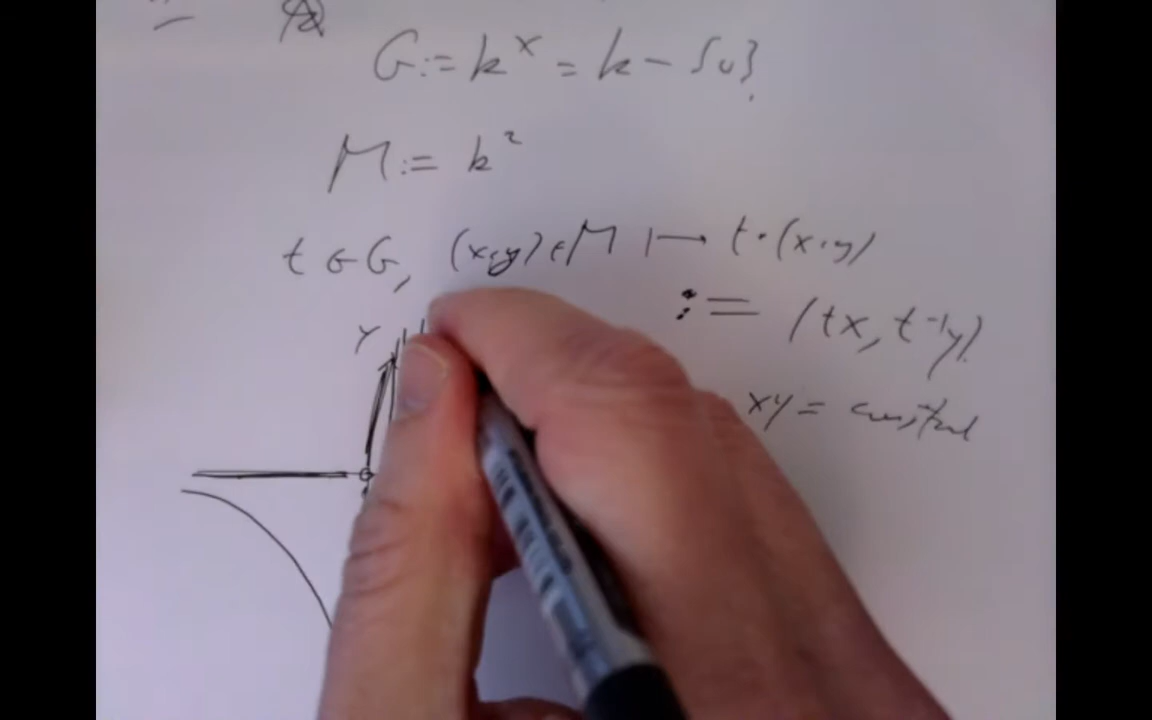 G := k^× = k - {0}
M := k²
t ∈ G, (x,y) ∈ M ↦ t·(x,y)
:= (tx, t⁻¹y)
Y
xy = constant